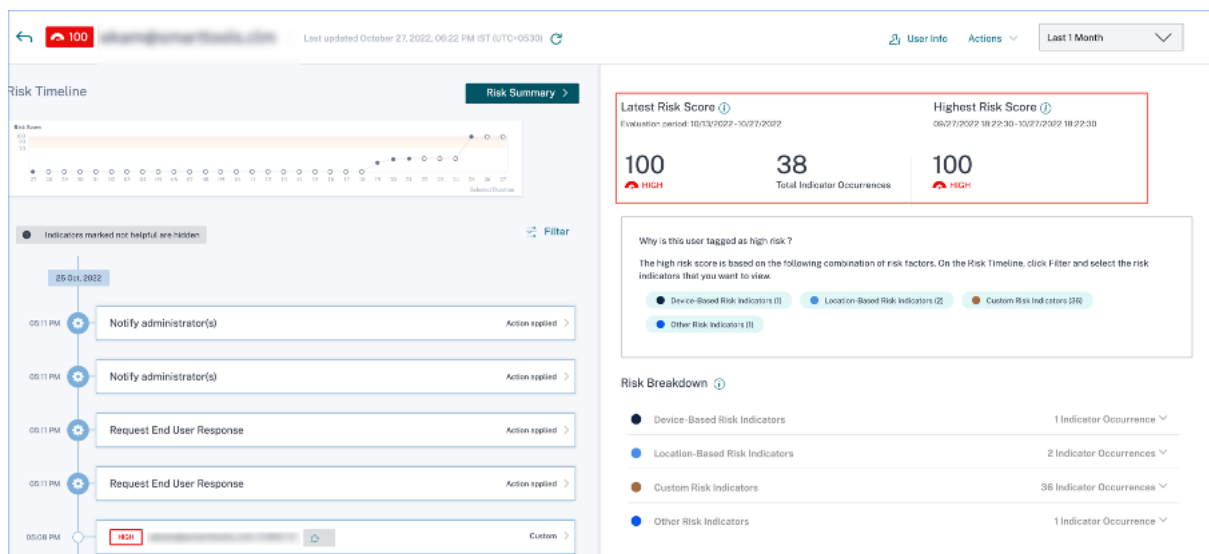 100
Last updated October 27, 2022, 06:22 PM IST (UTC+0530)
User Info
Actions
Last 1 Month
Risk Timeline
Risk Summary
Risk Score
100
Selected Duration
Indicators marked not helpful are hidden
Filter
25 Oct, 2022
05:11 PM
Notify administrator(s)
Action applied
05:11 PM
Notify administrator(s)
Action applied
05:11 PM
Request End User Response
Action applied
05:11 PM
Request End User Response
Action applied
05:08 PM
HIGH
Custom
Latest Risk Score
Evaluation period: 10/13/2022-10/27/2022
100
HIGH
38
Total Indicator Occurrences
Highest Risk Score
09/27/2022 18:22:30-10/27/2022 18:22:30
100
HIGH
Why is this user tagged as high risk ?
The high risk score is based on the following combination of risk factors. On the Risk Timeline, click Filter and select the risk
indicators that you want to view.
Device-Based Risk Indicators (1)
Location-Based Risk Indicators (2)
Custom Risk Indicators (36)
Other Risk Indicators (1)
Risk Breakdown
Device-Based Risk Indicators
1 Indicator Occurrence
Location-Based Risk Indicators
2 Indicator Occurrences
Custom Risk Indicators
36 Indicator Occurrences
Other Risk Indicators
1 Indicator Occurrence